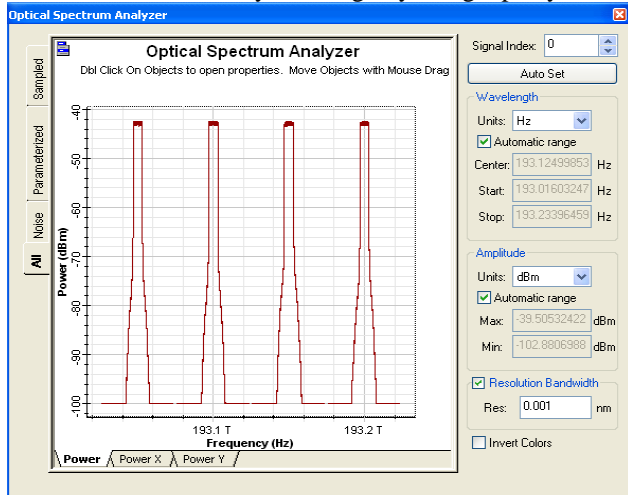 Optical Spectrum Analyzer
Optical Spectrum Analyzer
Dbl Click On Objects to open properties. Move Objects with Mouse Drag
Sampled
Parameterized
Noise
All
Power (dBm)
-40
-50
-60
-70
-80
-90
-100
193.1 T
193.2 T
Frequency (Hz)
Power
Power X
Power Y
Signal Index: 0
Auto Set
Wavelength
Units: Hz
Automatic range
Center: 193.12499853 Hz
Start: 193.01603247 Hz
Stop: 193.23396459 Hz
Amplitude
Units: dBm
Automatic range
Max: -39.50532422 dBm
Min: -102.8806988 dBm
Resolution Bandwidth
Res: 0.001 nm
Invert Colors